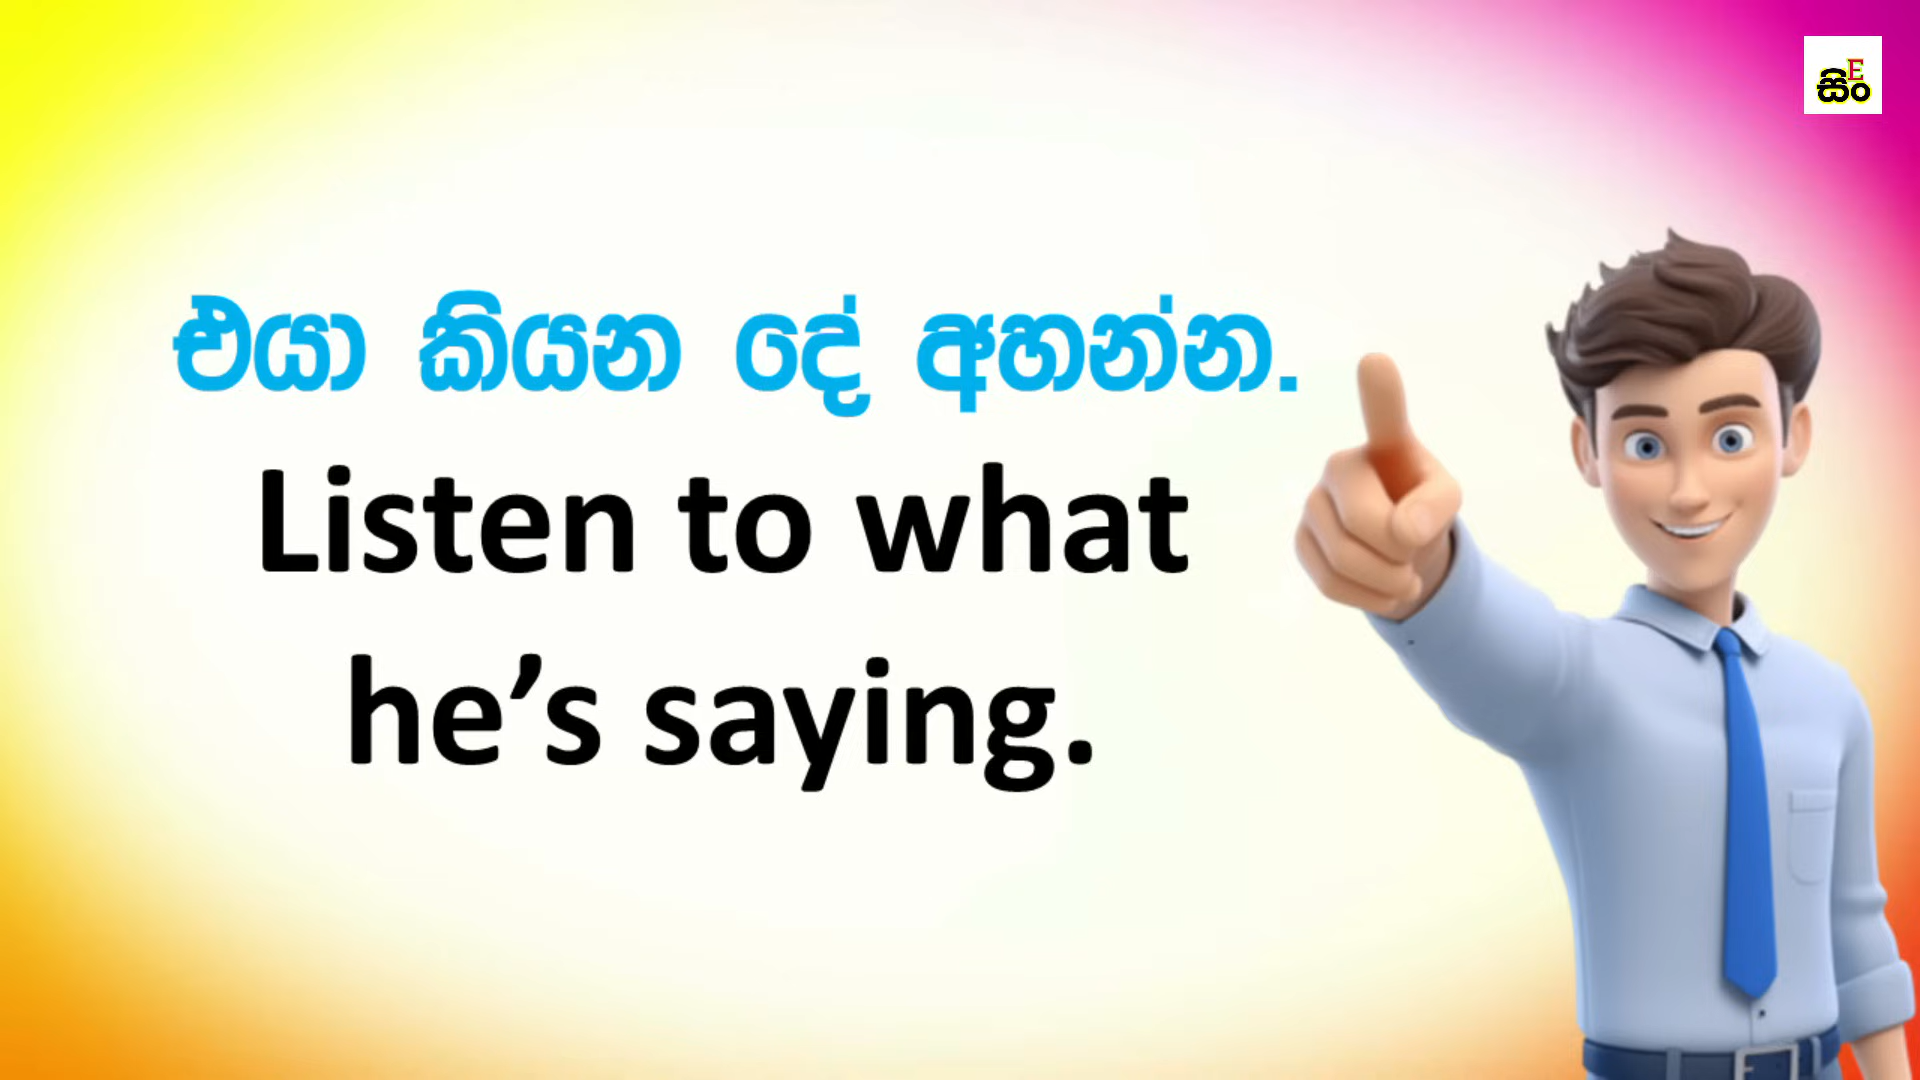 E
සිං
එයා කියන දේ අහන්න.
Listen to what
he’s saying.